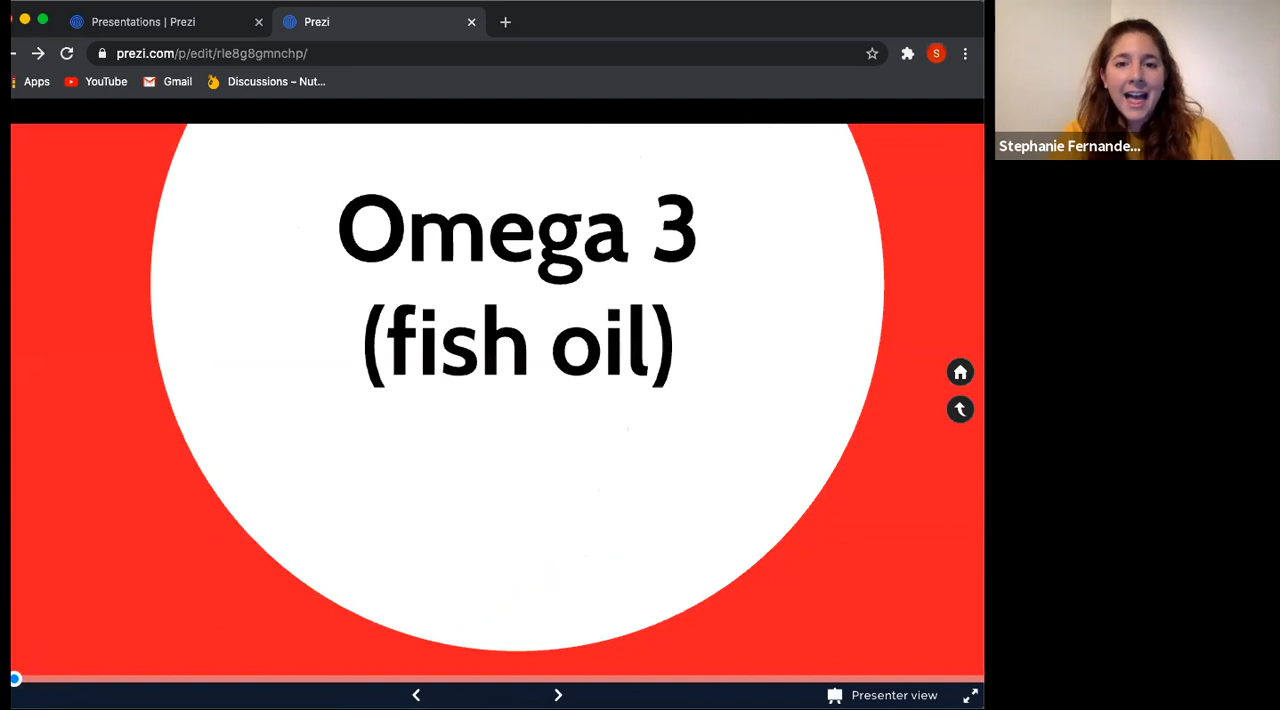 Presentations | Prezi
Prezi
prezi.com/p/edit/rle8g8gmnchp/
S
Apps
YouTube
Gmail
Discussions – Nut...
Stephanie Fernande...
Omega 3
(fish oil)
Presenter view